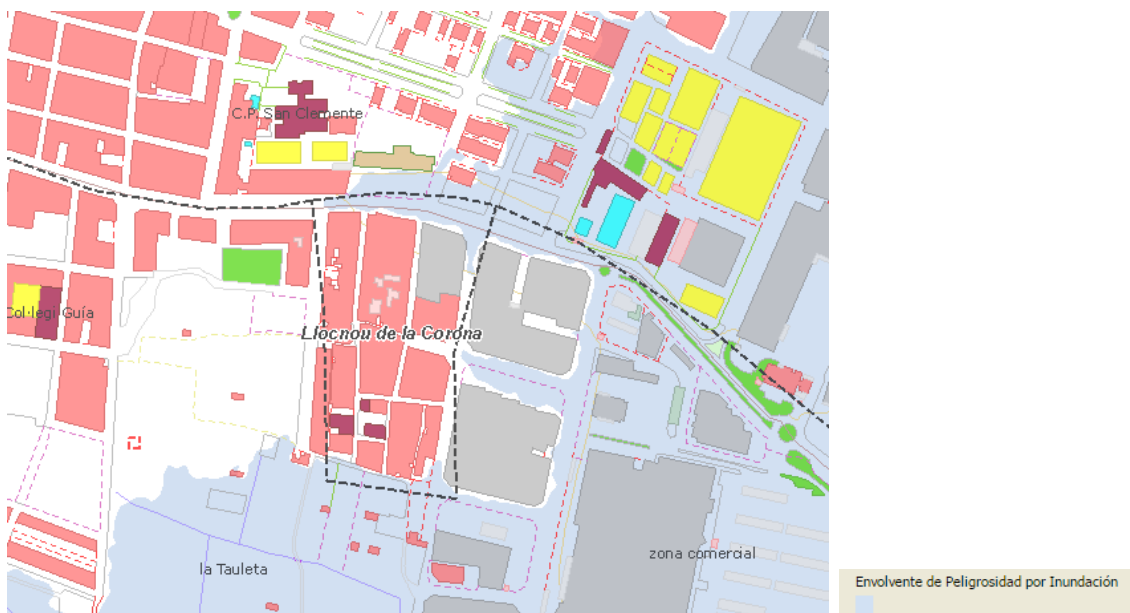 C.P. San Clemente
Col·legi Guía
Llocnou de la Corona
zona comercial
la Tauleta
Envolvente de Peligrosidad por Inundación